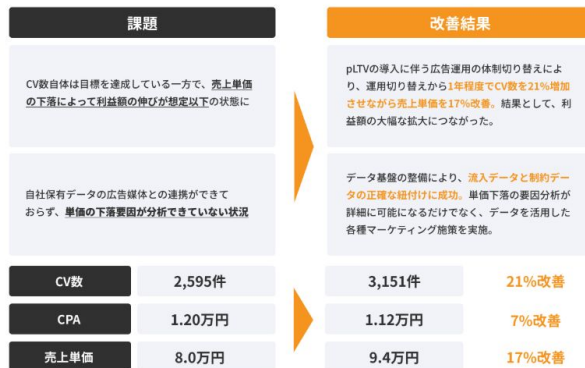 課題
CV数自体は目標を達成している一方で、売上単価
の下落によって利益額の伸びが想定以下の状態に
自社保有データの広告媒体との連携ができて
おらず、単価の下落要因が分析できていない状況
改善結果
pLTVの導入に伴う広告運用の体制切り替えによ
り、運用切り替えから1年程度でCV数を21%増加
させながら売上単価を17%改善。結果として、利
益額の大幅な拡大につながった。
データ基盤の整備により、流入データと制約デー
タの正確な紐付けに成功。単価下落の要因分析が
詳細に可能になるだけでなく、データを活用した
各種マーケティング施策を実施。
CV数 2,595件 3,151件 21%改善
CPA 1.20万円 1.12万円 7%改善
売上単価 8.0万円 9.4万円 17%改善